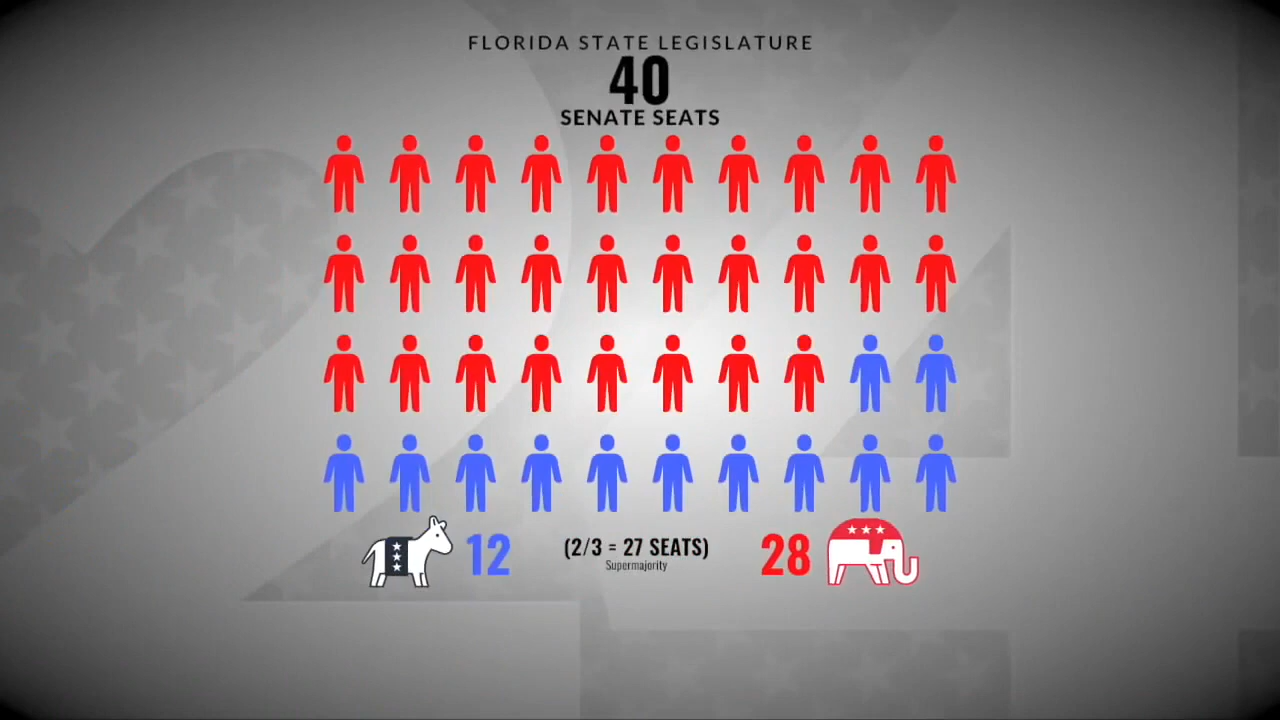 FLORIDA STATE LEGISLATURE
40
SENATE SEATS
12 (2/3 = 27 SEATS) 28
Supermajority